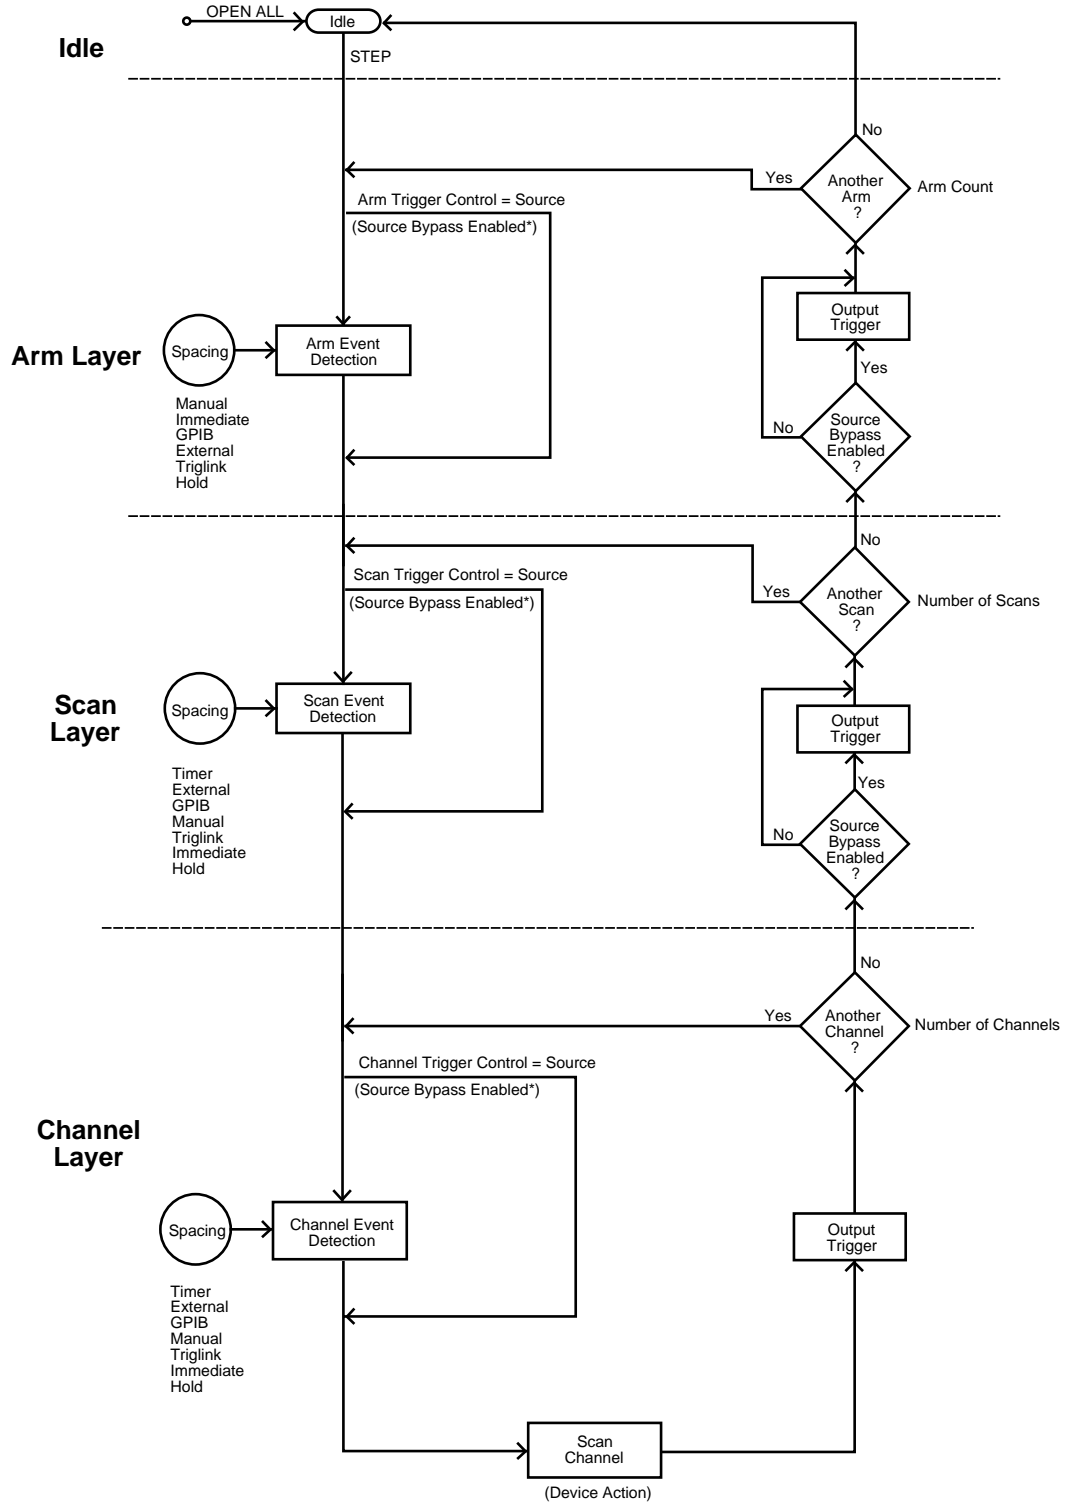 OPEN ALL
Idle
Idle
STEP
No
Yes
Another
Arm
?
Arm Count
Arm Trigger Control = Source
(Source Bypass Enabled*)
Output
Trigger
Arm Layer
Spacing
Arm Event
Detection
Yes
Manual
Immediate
GPIB
External
Triglink
Hold
No
Source
Bypass
Enabled
?
No
Scan Trigger Control = Source
(Source Bypass Enabled*)
Yes
Another
Scan
?
Number of Scans
Scan
Layer
Spacing
Scan Event
Detection
Output
Trigger
Timer
External
GPIB
Manual
Triglink
Immediate
Hold
Yes
No
Source
Bypass
Enabled
?
No
Yes
Another
Channel
?
Number of Channels
Channel Trigger Control = Source
(Source Bypass Enabled*)
Channel
Layer
Spacing
Channel Event
Detection
Output
Trigger
Timer
External
GPIB
Manual
Triglink
Immediate
Hold
Scan
Channel
(Device Action)